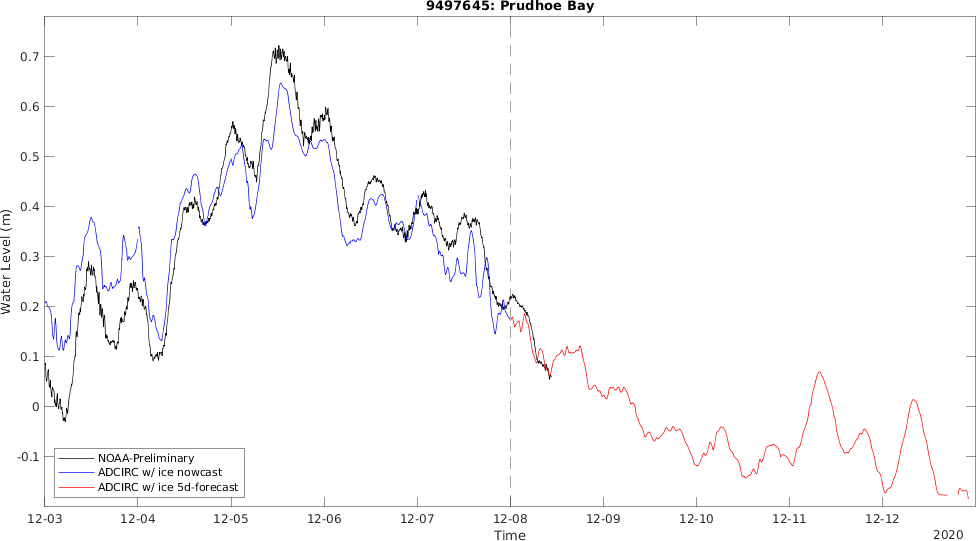 9497645: Prudhoe Bay
Water Level (m)
0.7
0.6
0.5
0.4
0.3
0.2
0.1
0
-0.1
NOAA-Preliminary
ADCIRC w/ ice nowcast
ADCIRC w/ ice 5d-forecast
12-03 12-04 12-05 12-06 12-07 12-08 12-09 12-10 12-11 12-12
Time
2020